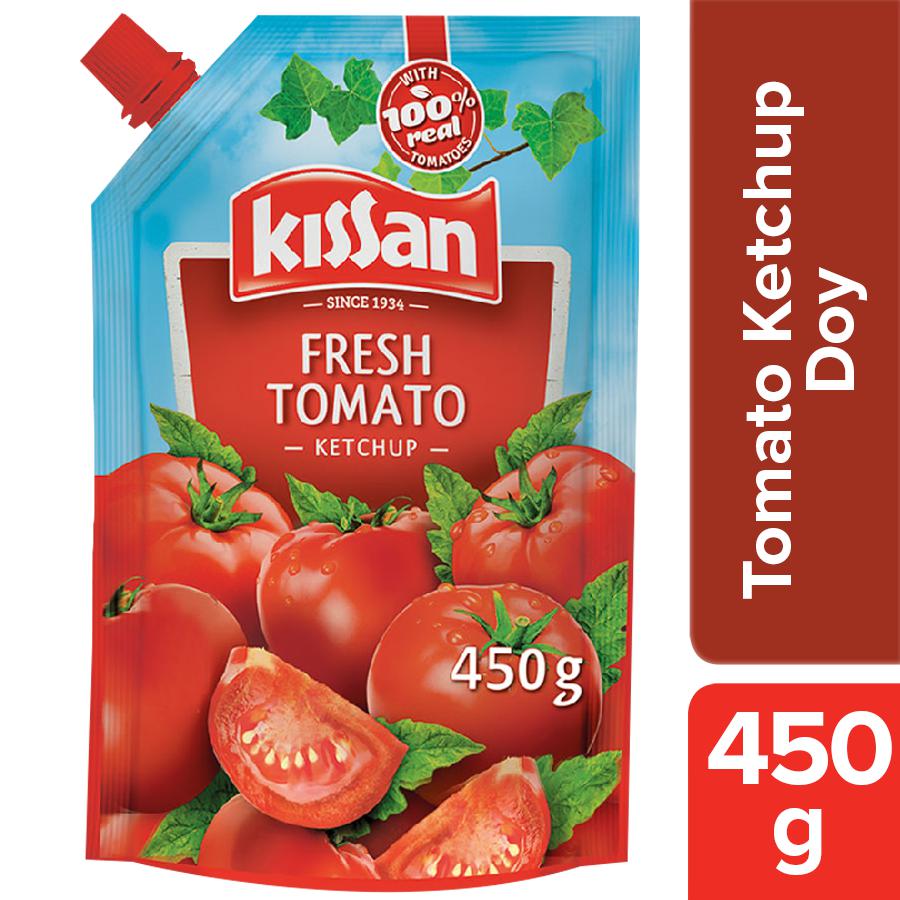 WITH
100%
real
TOMATOES
kissan
SINCE 1934
FRESH
TOMATO
KETCHUP
450g
Tomato Ketchup
Doy
450
g